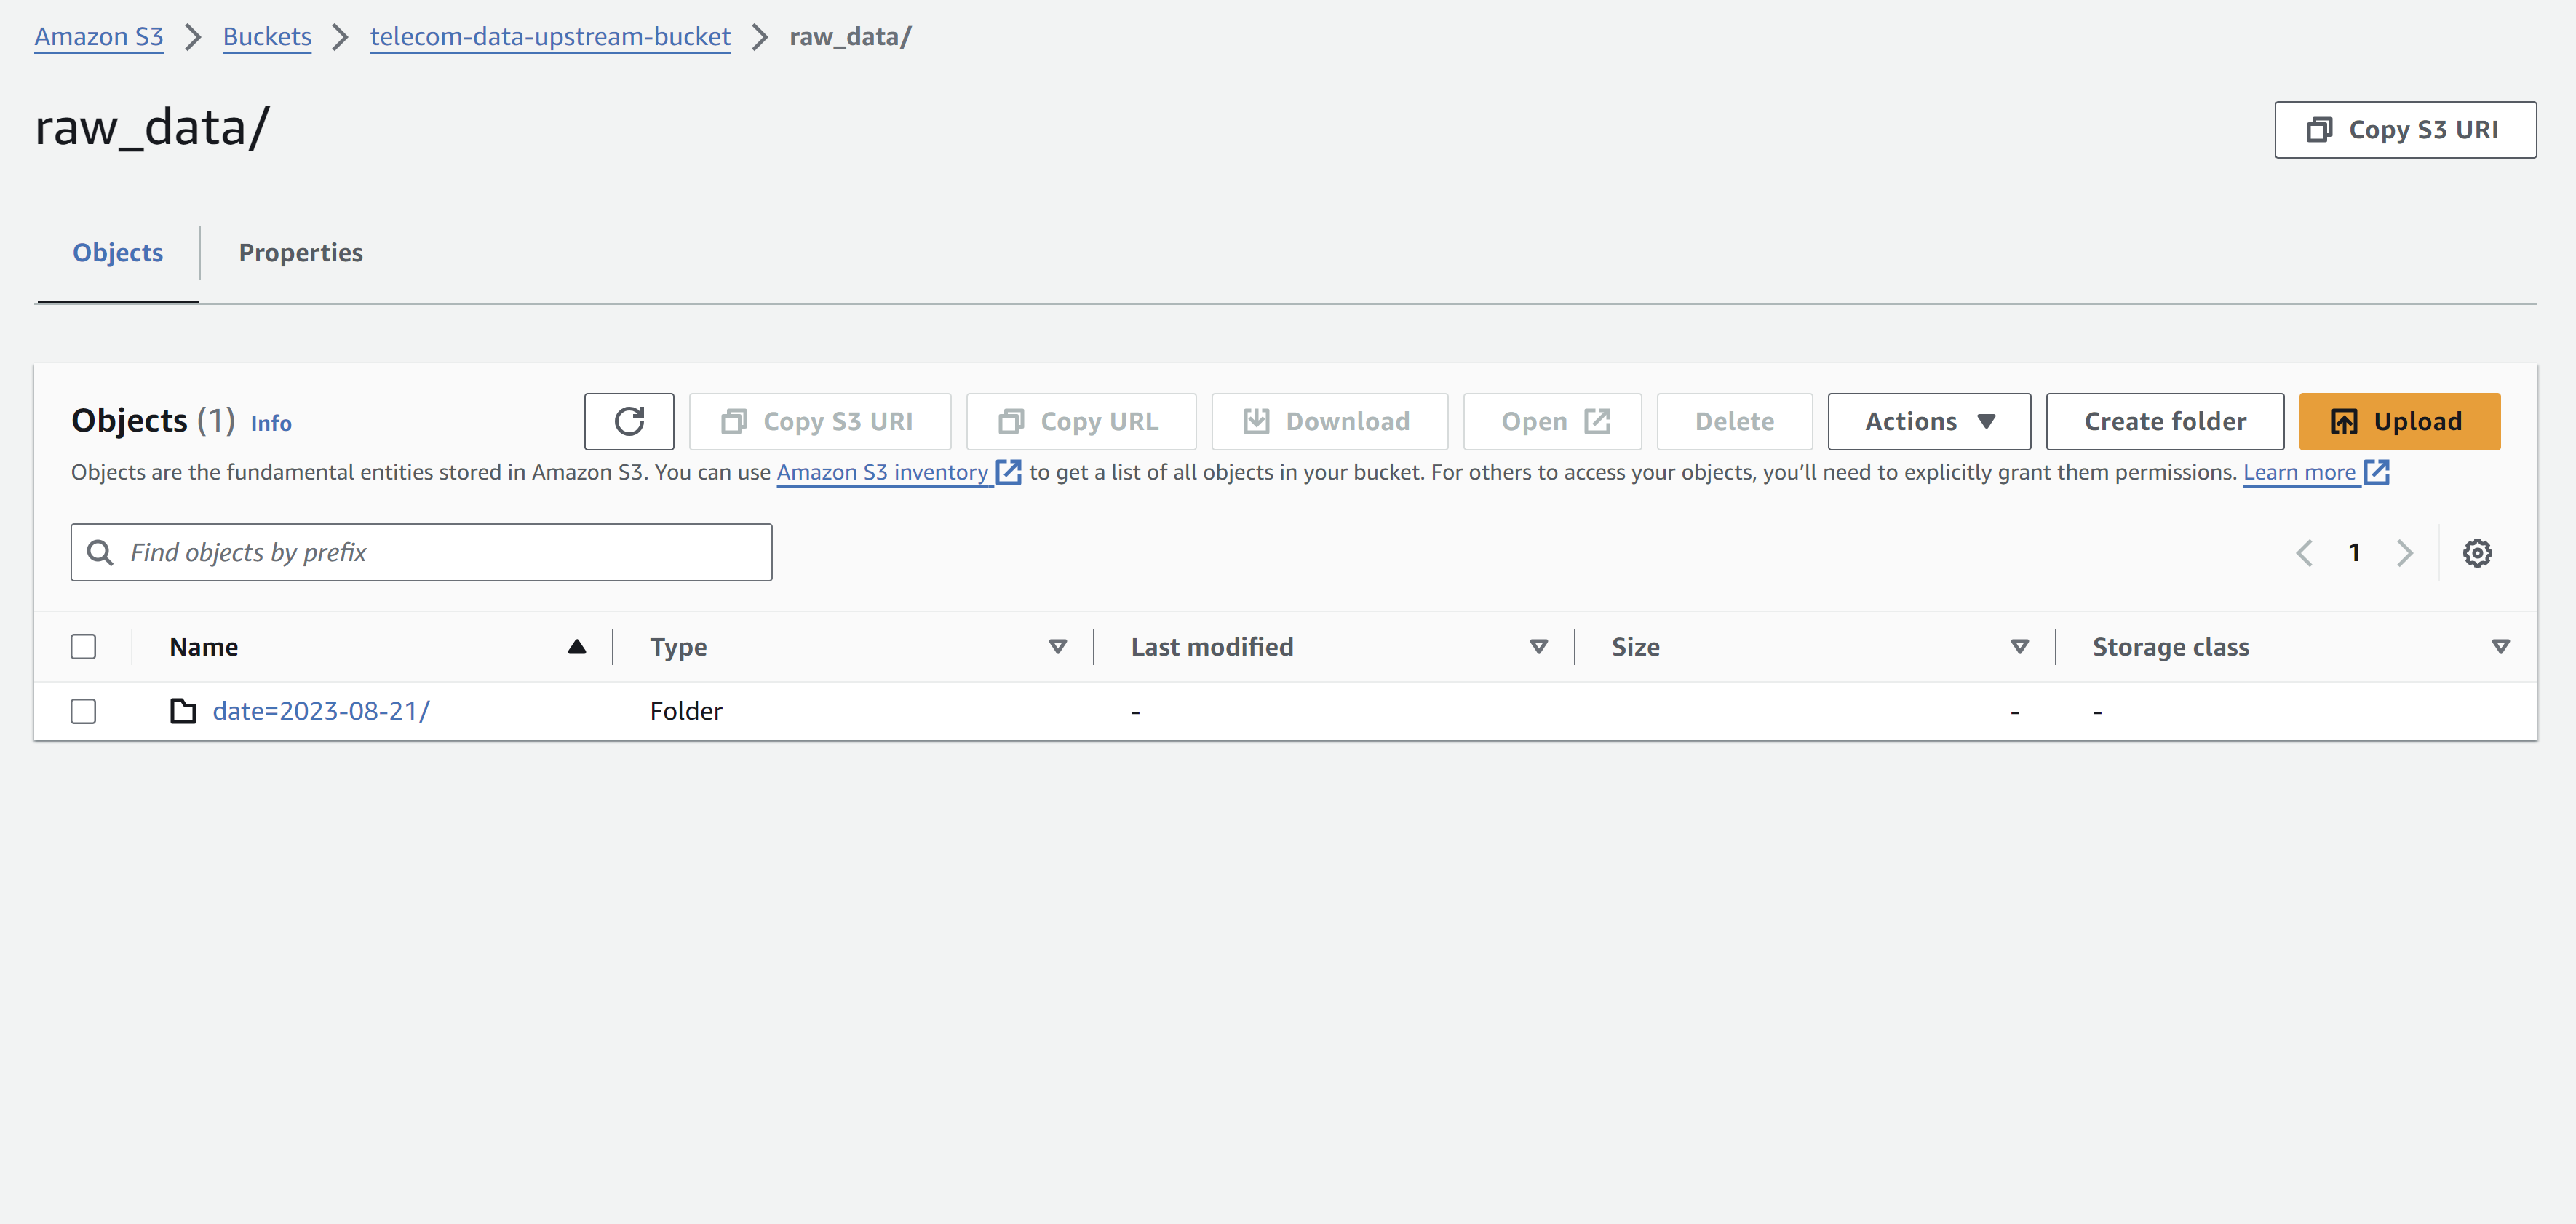 Amazon S3 > Buckets > telecom-data-upstream-bucket > raw_data/
raw_data/
Copy S3 URI
Objects Properties
Objects (1) Info
Copy S3 URI Copy URL Download Open Delete Actions Create folder Upload
Objects are the fundamental entities stored in Amazon S3. You can use Amazon S3 inventory to get a list of all objects in your bucket. For others to access your objects, you’ll need to explicitly grant them permissions. Learn more
Find objects by prefix
1
Name Type Last modified Size Storage class
date=2023-08-21/ Folder - - -